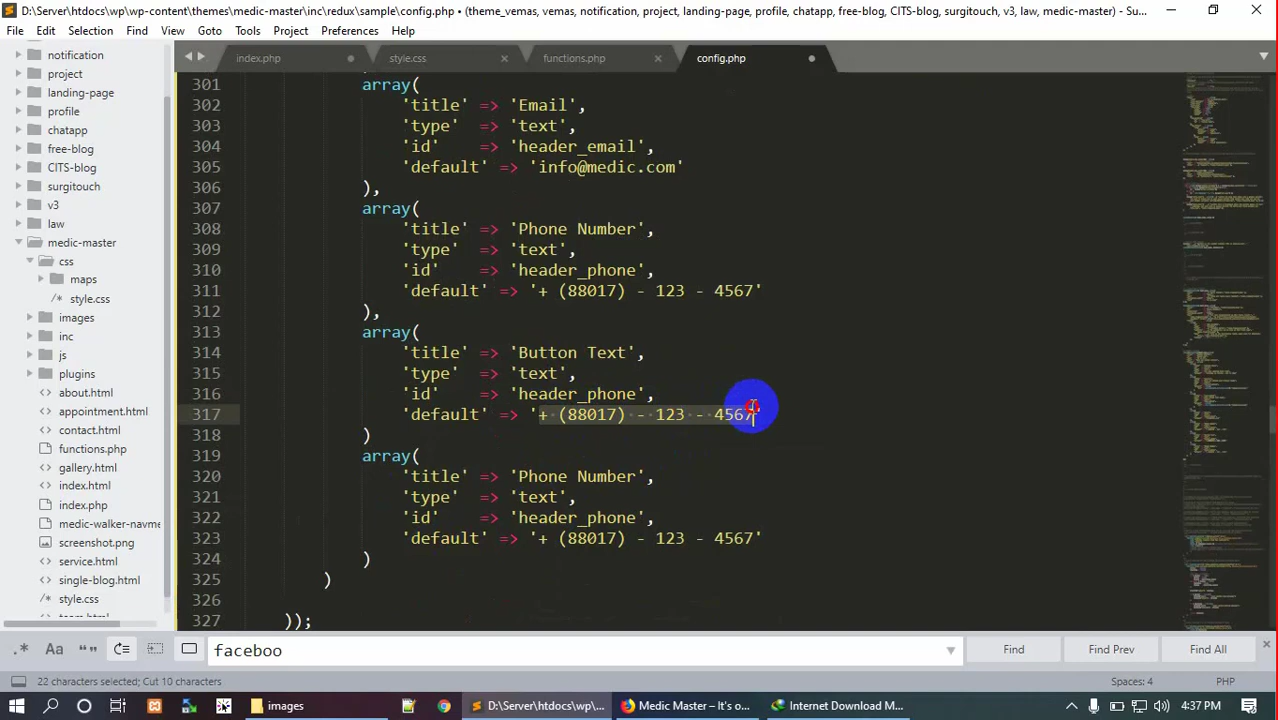 D:\Server\htdocs\wp\wp-content\themes\medic-master\inc\redux\sample\config.php • (theme_vemas, vemas, notification, project, landing-page, profile, chatapp, free-blog, CITS-blog, surgitouch, v3, law, medic-master) - Su...
File Edit Selection Find View Goto Tools Project Preferences Help
index.php style.css functions.php config.php
notification
project
landing-page
profile
chatapp
free-blog
CITS-blog
surgitouch
v3
law
medic-master
css
maps
/* style.css
images
inc
js
plugins
about.html
appointment.html
contact.html
functions.php
gallery.html
index.html
index.php
medic-walker-navme
screenshot.png
service.html
single-blog.html
/* style.css
301 array(
302 'title' => 'Email',
303 'type' => 'text',
304 'id' => 'header_email',
305 'default' => 'info@medic.com'
306 ),
307 array(
308 'title' => 'Phone Number',
309 'type' => 'text',
310 'id' => 'header_phone',
311 'default' => '+ (88017) - 123 - 4567'
312 ),
313 array(
314 'title' => 'Button Text',
315 'type' => 'text',
316 'id' => 'header_phone',
317 'default' => '+ (88017) - 123 - 4567
318 )
319 array(
320 'title' => 'Phone Number',
321 'type' => 'text',
322 'id' => 'header_phone',
323 'default' => '+ (88017) - 123 - 4567'
324 )
325 )
326
327 ));
.* Aa “” faceboo Find Find Prev Find All
22 characters selected; Cut 10 characters Spaces: 4 PHP
images D:\Server\htdocs\wp\... Medic Master – It's o... Internet Download M... 4:37 PM